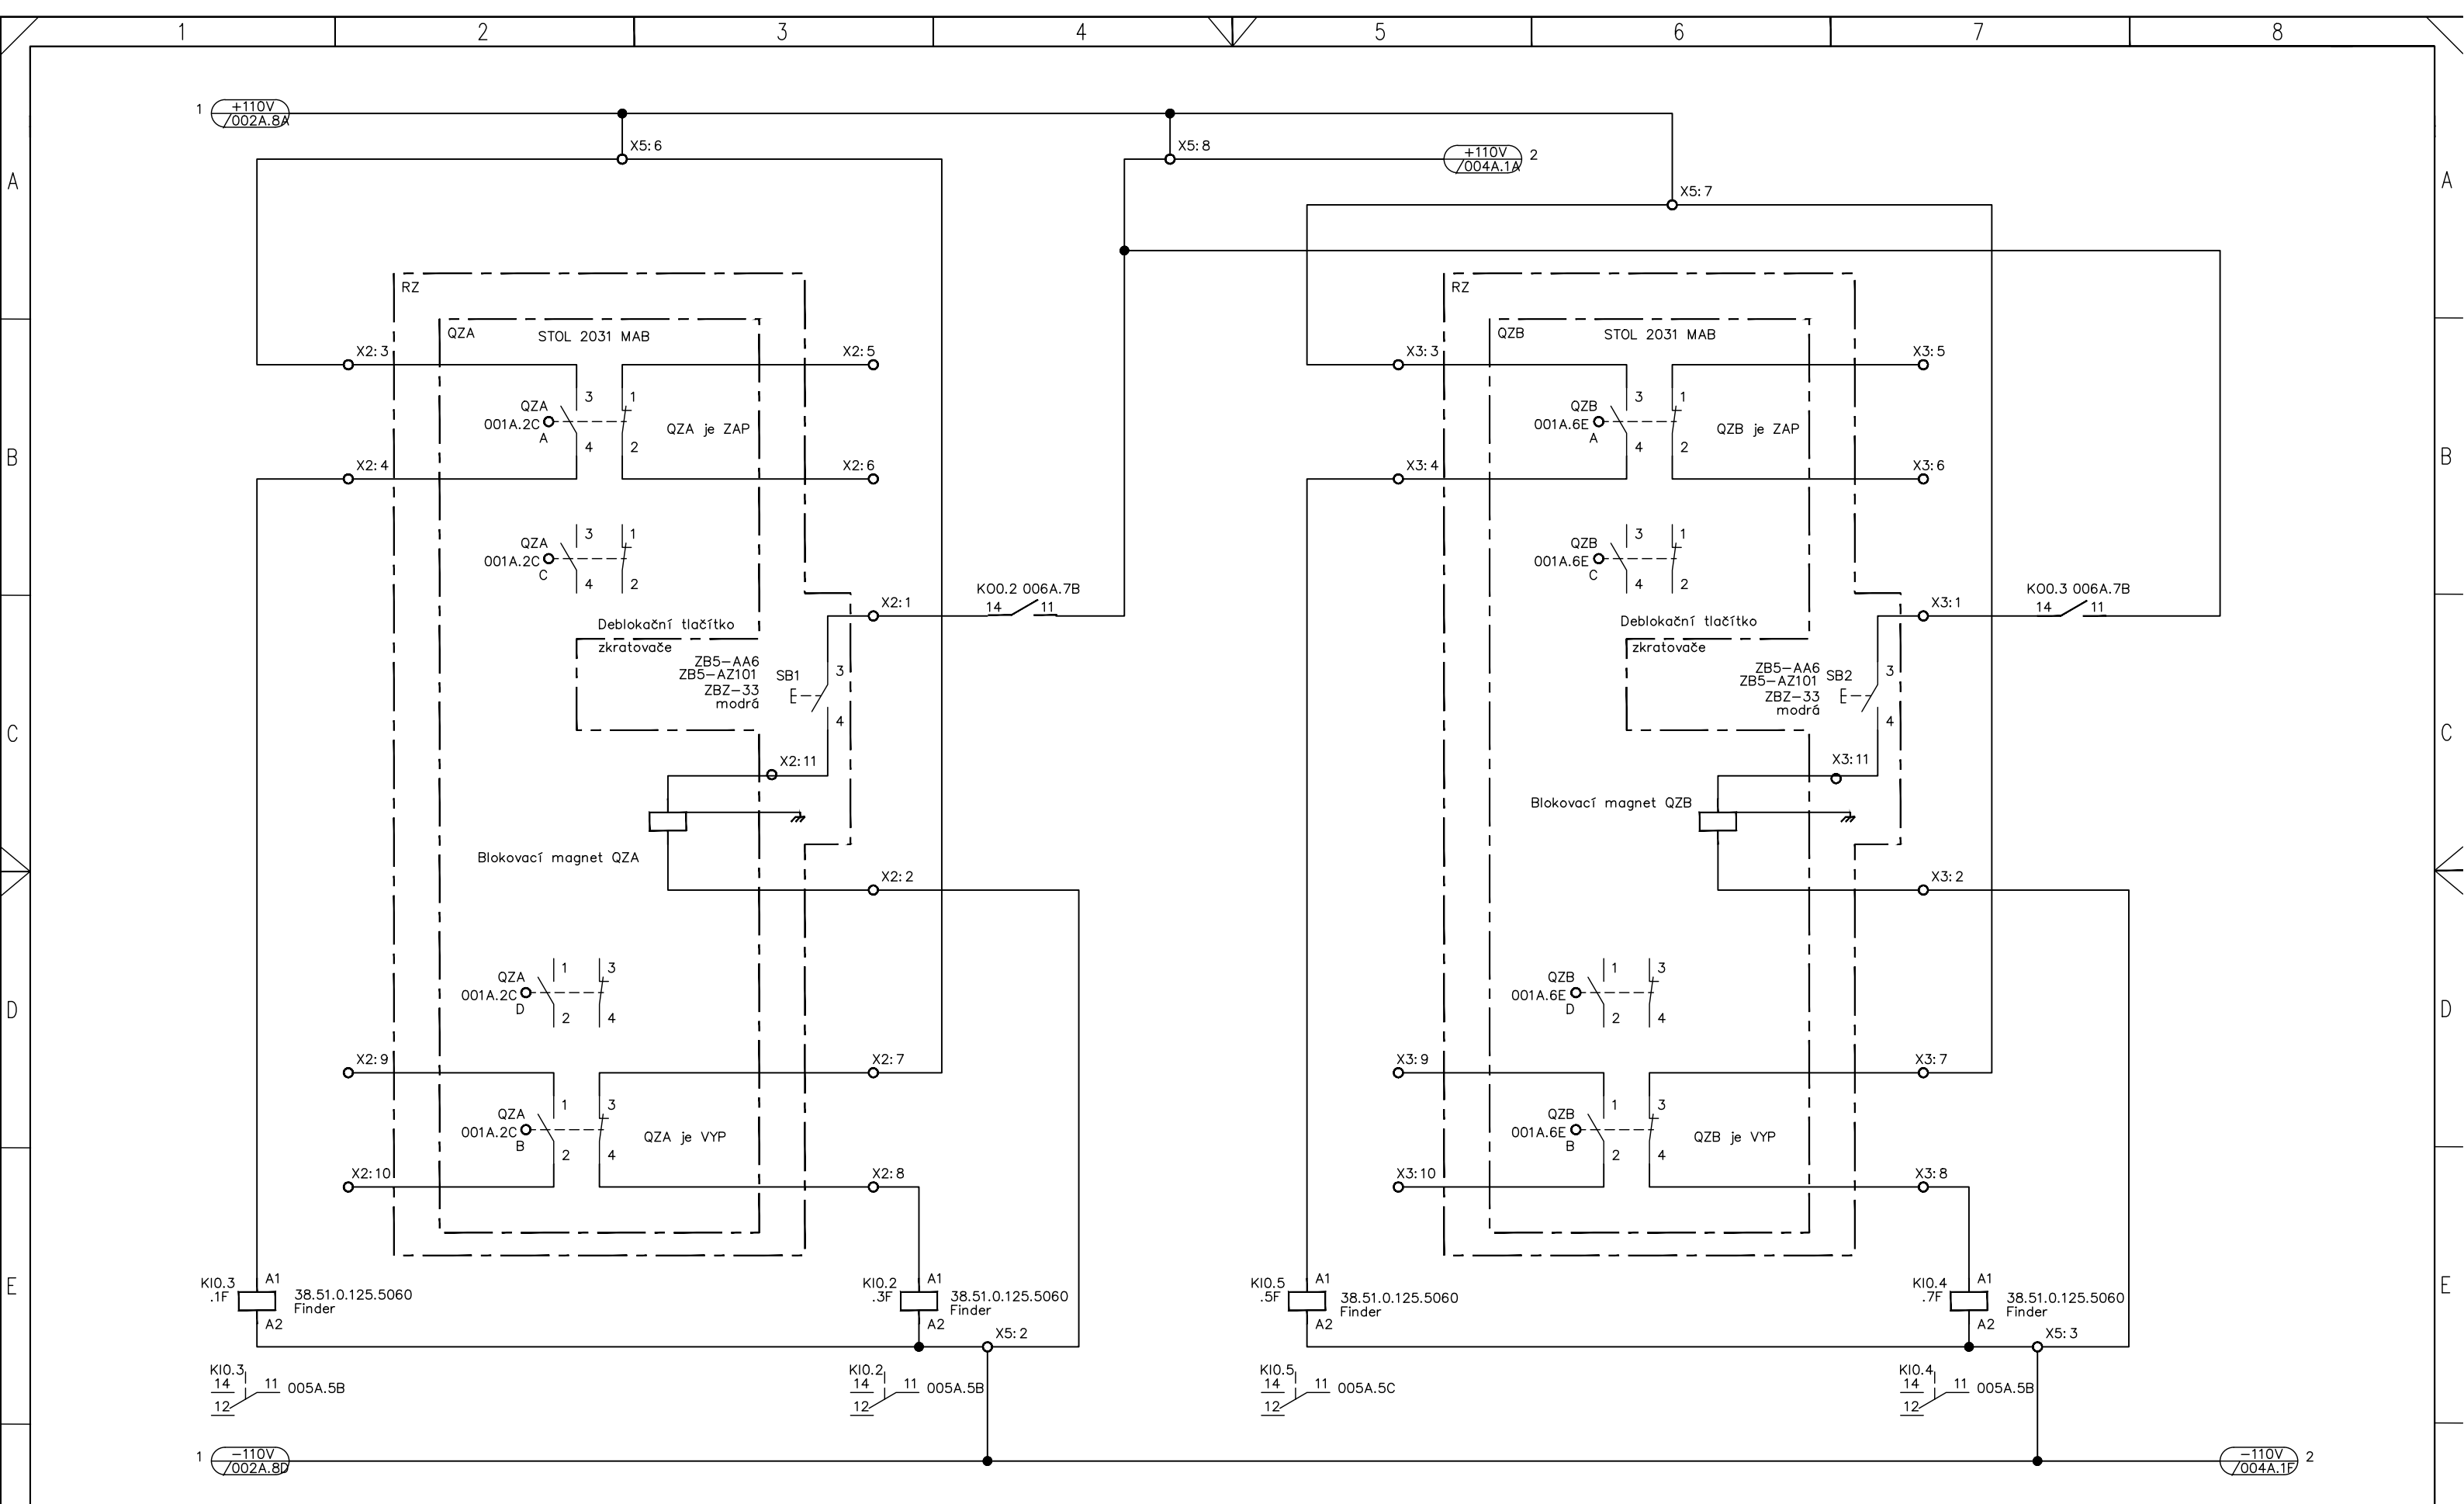 1 2 3 4 5 6 7 8
1 +110V
/002A.8A
X5:6
X5:8
+110V 2
/004A.1A
A A
X5:7
RZ
RZ
QZA STOL 2031 MAB
QZB STOL 2031 MAB
X2:3 X2:5
X3:3 X3:5
QZA 3 1
001A.2C
A 4 2
QZA je ZAP
QZB 3 1
001A.6E
A 4 2
QZB je ZAP
B B
X2:4 X2:6
X3:4 X3:6
QZA 3 1
001A.2C
C 4 2
QZB 3 1
001A.6E
C 4 2
K00.2 006A.7B
14 11
K00.3 006A.7B
14 11
X2:1
X3:1
Deblokační tlačítko
zkratovače
Deblokační tlačítko
zkratovače
ZB5-AA6
ZB5-AZ101
ZBZ-33
modrá
SB1
E
3
4
ZB5-AA6
ZB5-AZ101
ZBZ-33
modrá
SB2
E
3
4
C C
X2:11
X3:11
Blokovací magnet QZA
Blokovací magnet QZB
X2:2
X3:2
QZA 1 3
001A.2C
D 2 4
QZB 1 3
001A.6E
D 2 4
D D
X2:9 X2:7
X3:9 X3:7
QZA 1 3
001A.2C
B 2 4
QZA je VYP
QZB 1 3
001A.6E
B 2 4
QZB je VYP
X2:10 X2:8
X3:10 X3:8
E E
KI0.3 A1
.1F
A2
38.51.0.125.5060
Finder
KI0.2 A1
.3F
A2
38.51.0.125.5060
Finder
KI0.5 A1
.5F
A2
38.51.0.125.5060
Finder
KI0.4 A1
.7F
A2
38.51.0.125.5060
Finder
X5:2
X5:3
KI0.3
14 11 005A.5B
12
KI0.2
14 11 005A.5B
12
KI0.5
14 11 005A.5C
12
KI0.4
14 11 005A.5B
12
1 -110V
/002A.8D
-110V 2
/004A.1F